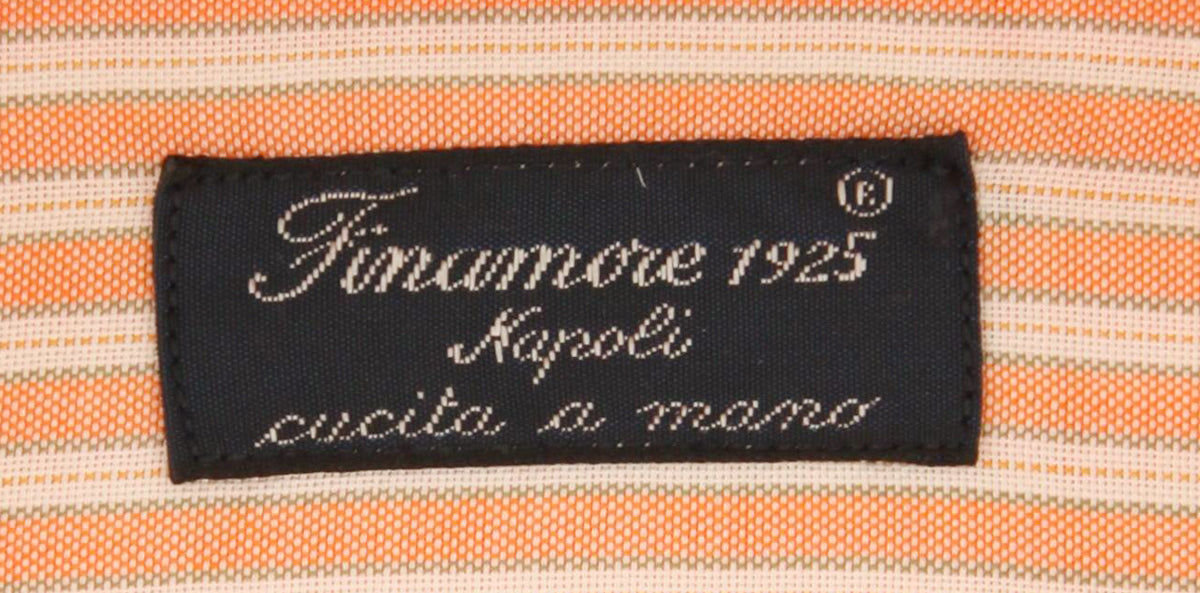 Finamore 1925 ®
Napoli
cucita a mano